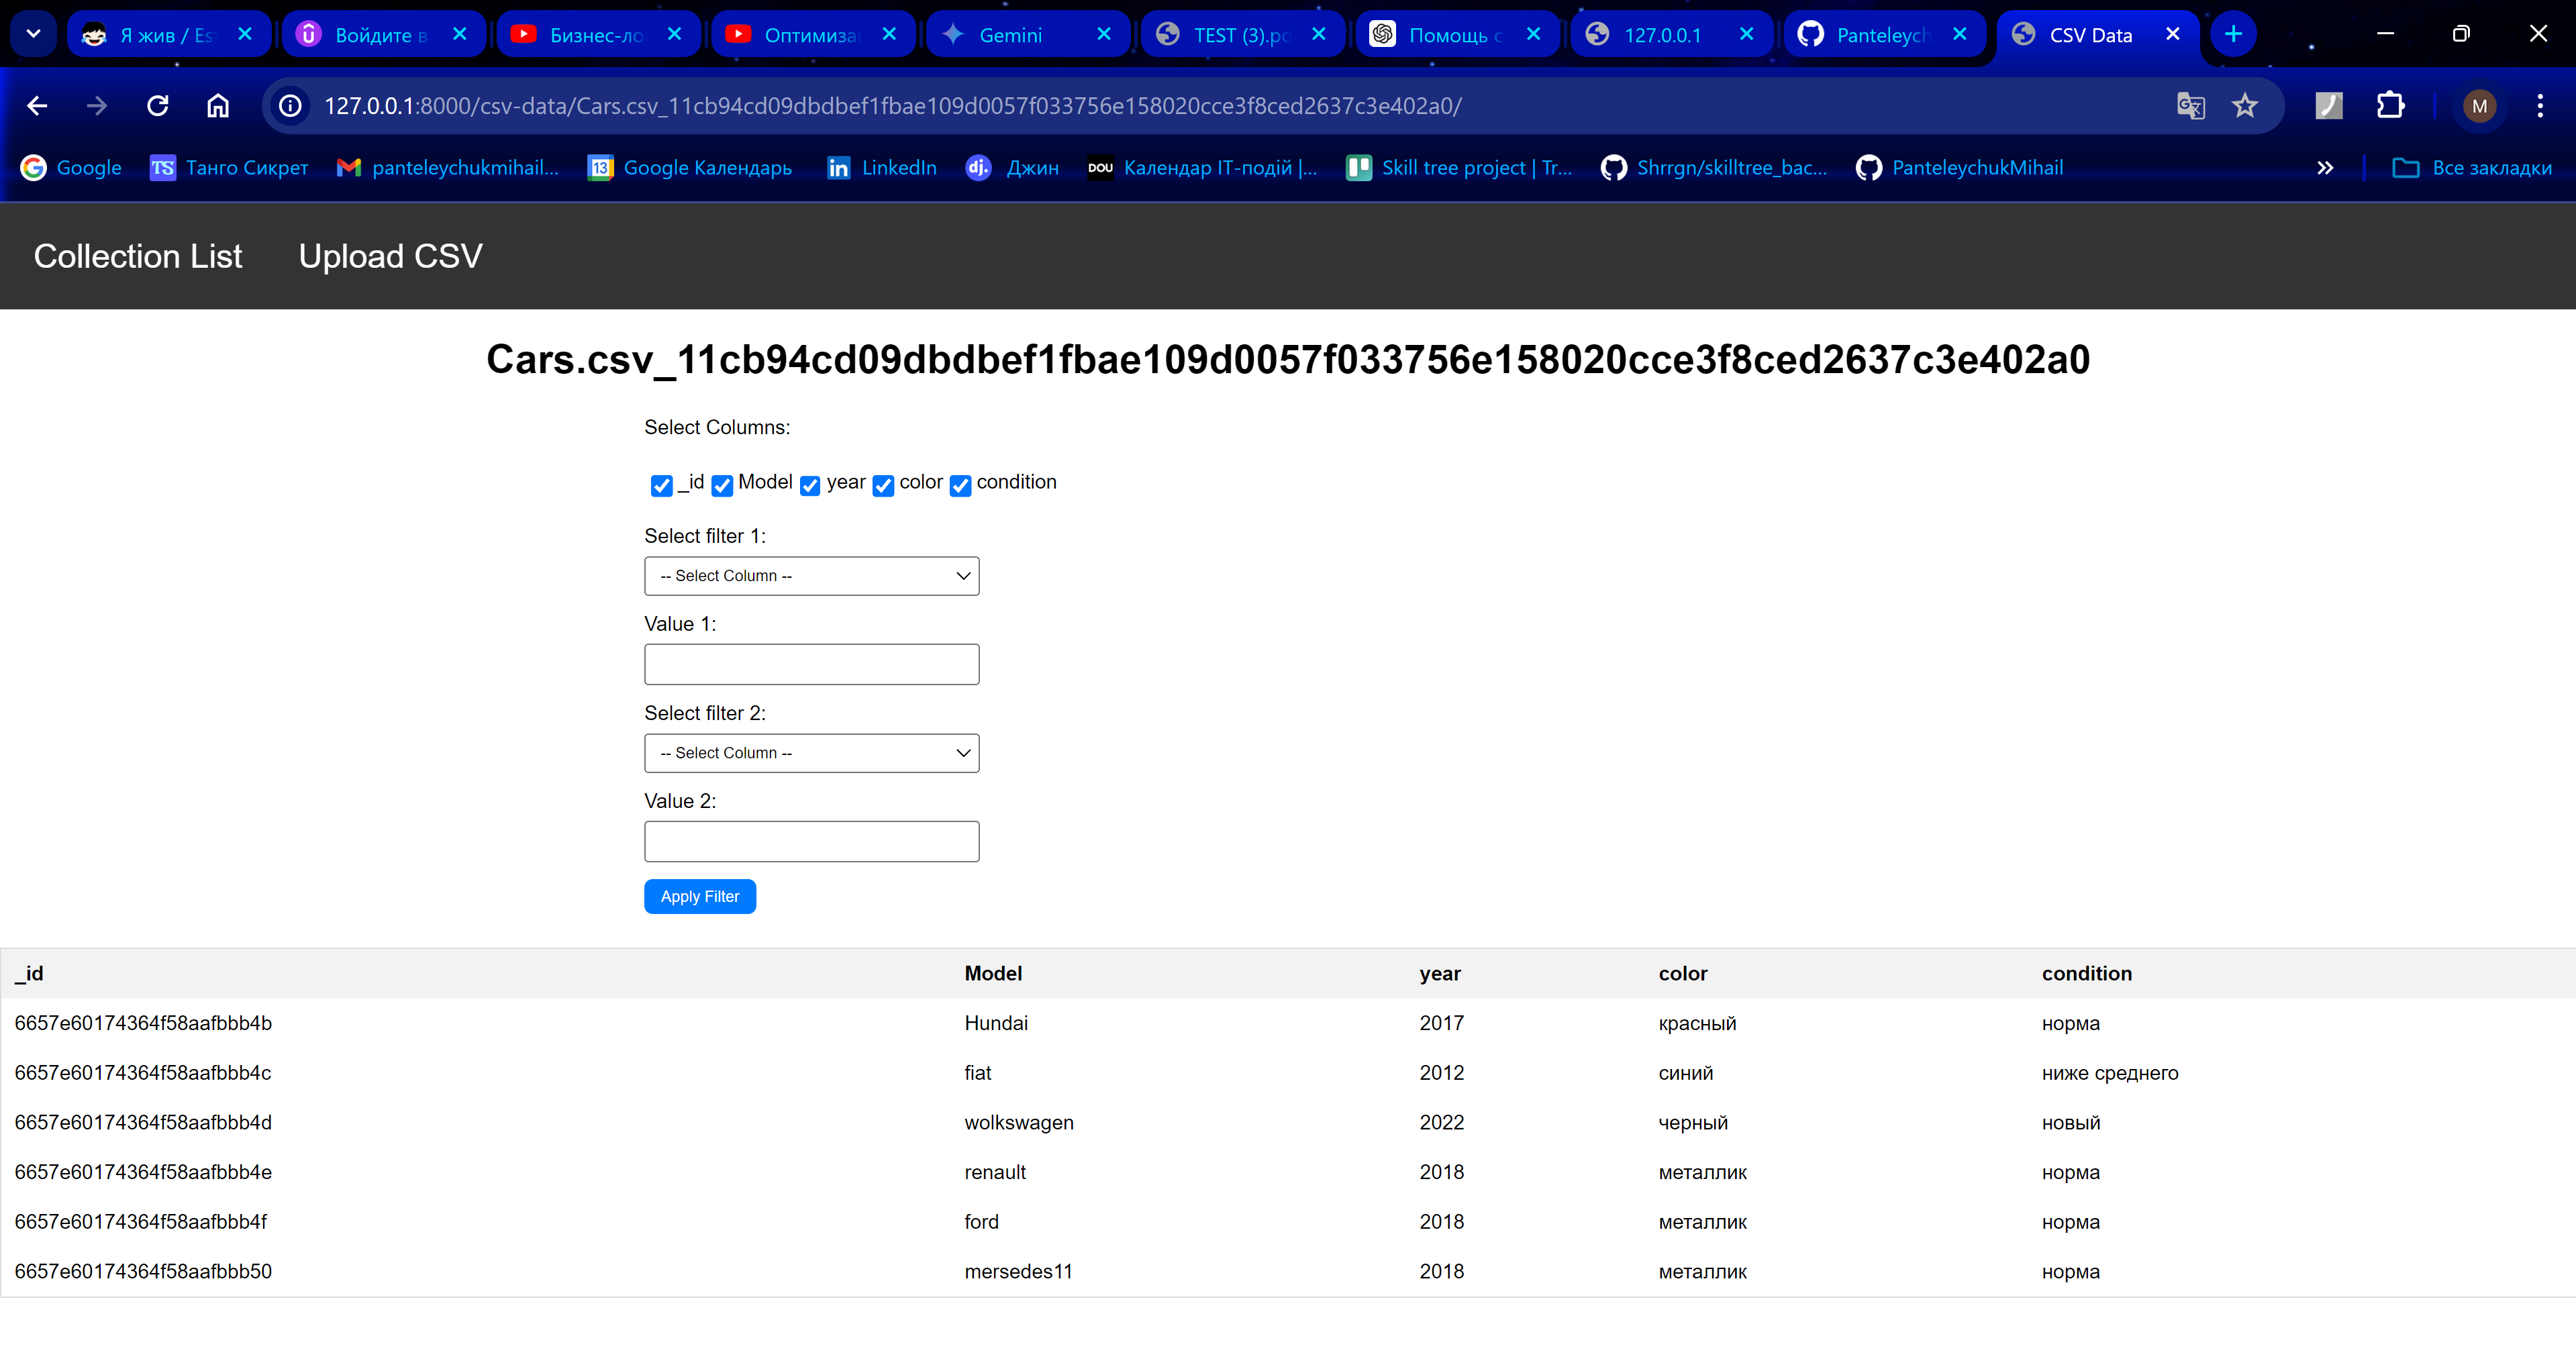 Я жив / Es
Войдите в
Бизнес-ло
Оптимиза
Gemini
TEST (3).pd
Помощь с
127.0.0.1
Panteleych
CSV Data
127.0.0.1:8000/csv-data/Cars.csv_11cb94cd09dbdbef1fbae109d0057f033756e158020cce3f8ced2637c3e402a0/
M
Google
TS Танго Сикрет
panteleychukmihail...
13 Google Календарь
in LinkedIn
dj. Джин
DOU Календар IT-подій |...
Skill tree project | Tr...
Shrrgn/skilltree_bac...
PanteleychukMihail
Все закладки
Collection List Upload CSV
Cars.csv_11cb94cd09dbdbef1fbae109d0057f033756e158020cce3f8ced2637c3e402a0
Select Columns:
_id Model year color condition
Select filter 1:
-- Select Column --
Value 1:
Select filter 2:
-- Select Column --
Value 2:
Apply Filter
_id Model year color condition
6657e60174364f58aafbbb4b Hundai 2017 красный норма
6657e60174364f58aafbbb4c fiat 2012 синий ниже среднего
6657e60174364f58aafbbb4d wolkswagen 2022 черный новый
6657e60174364f58aafbbb4e renault 2018 металлик норма
6657e60174364f58aafbbb4f ford 2018 металлик норма
6657e60174364f58aafbbb50 mersedes11 2018 металлик норма